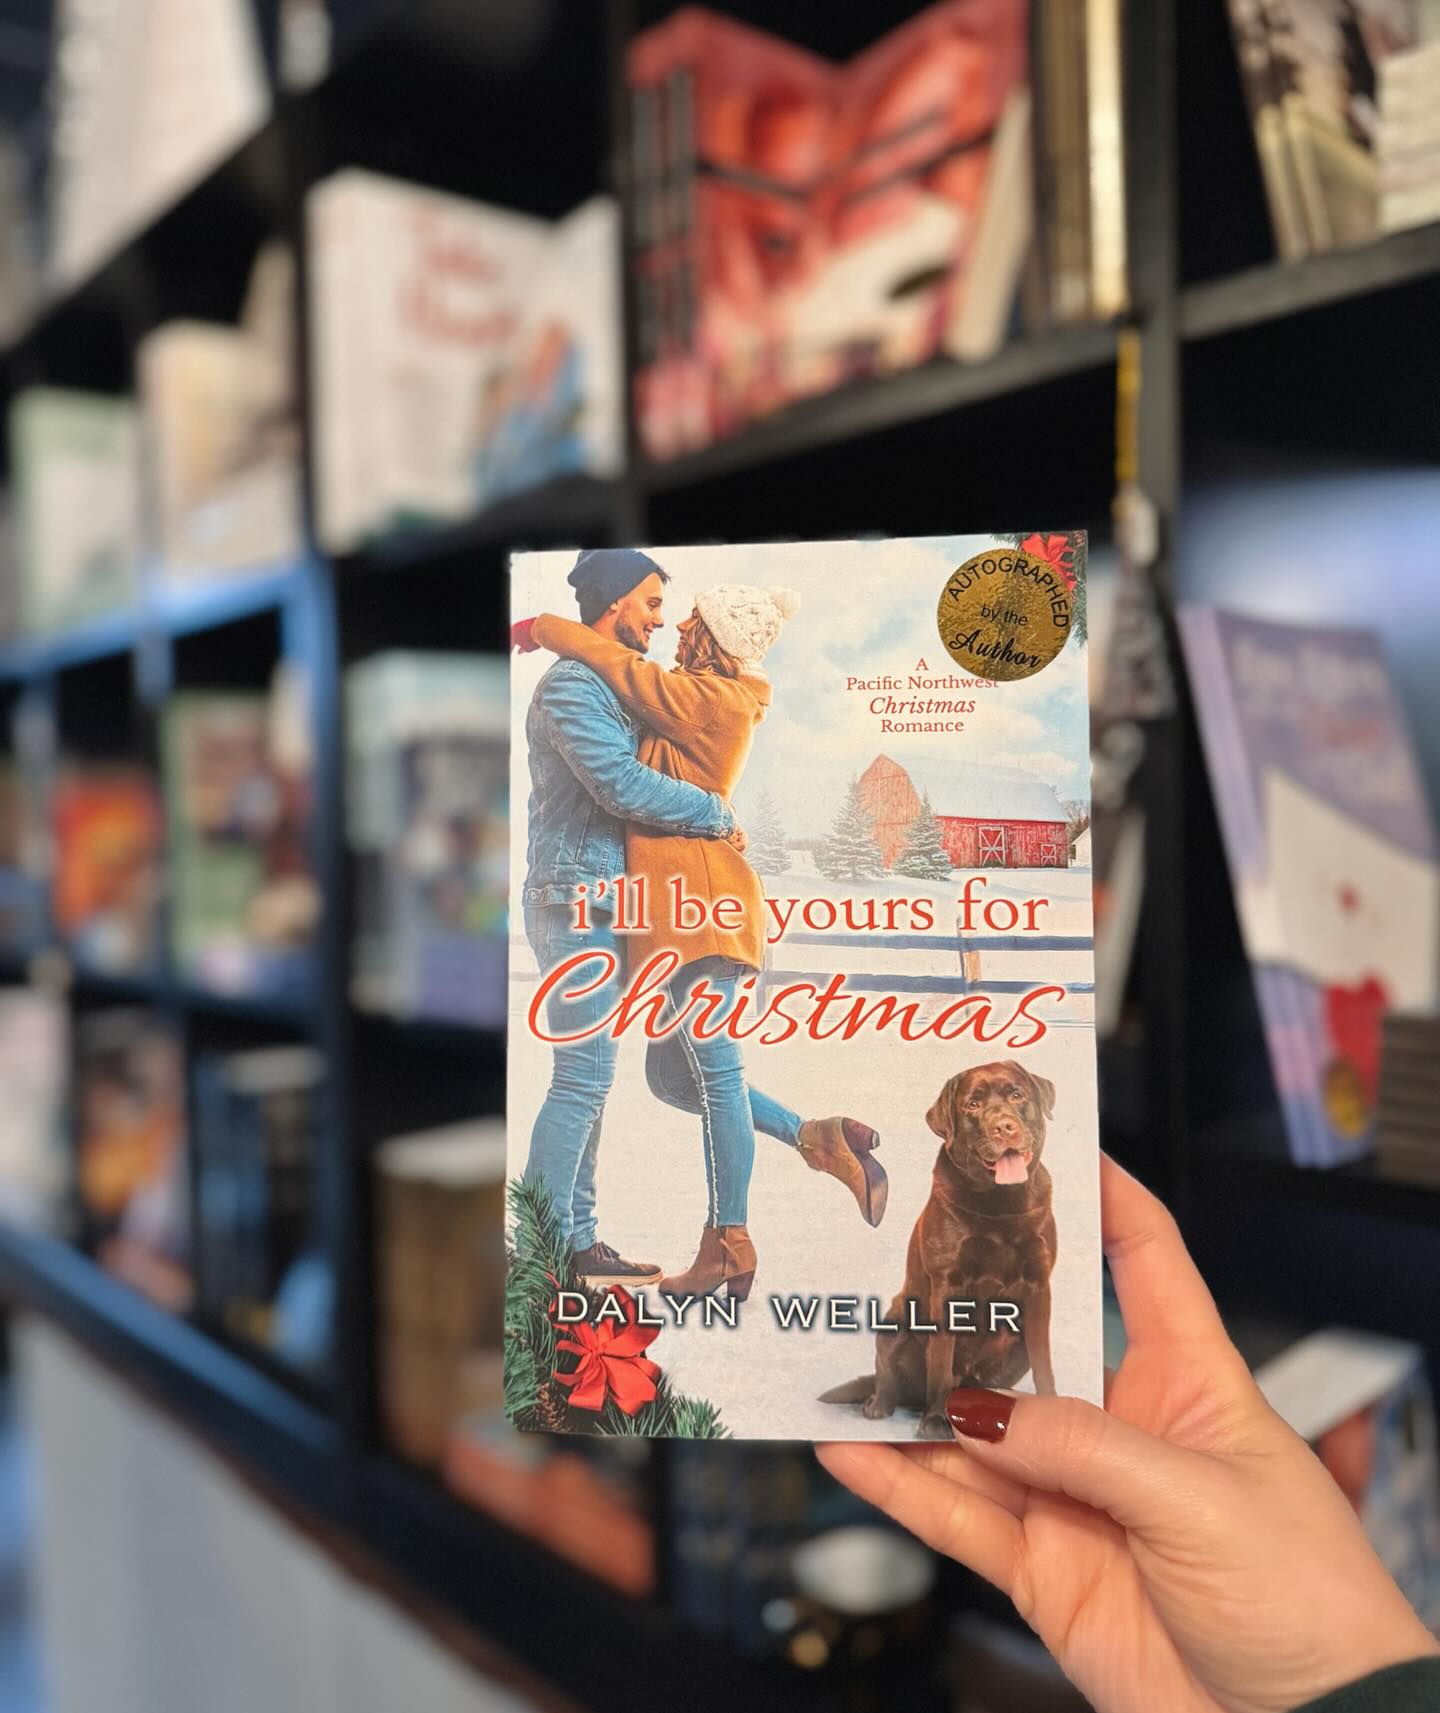 AUTOGRAPHED
by the
Author
A
Pacific Northwest
Christmas
Romance
i'll be yours for
Christmas
DALYN WELLER